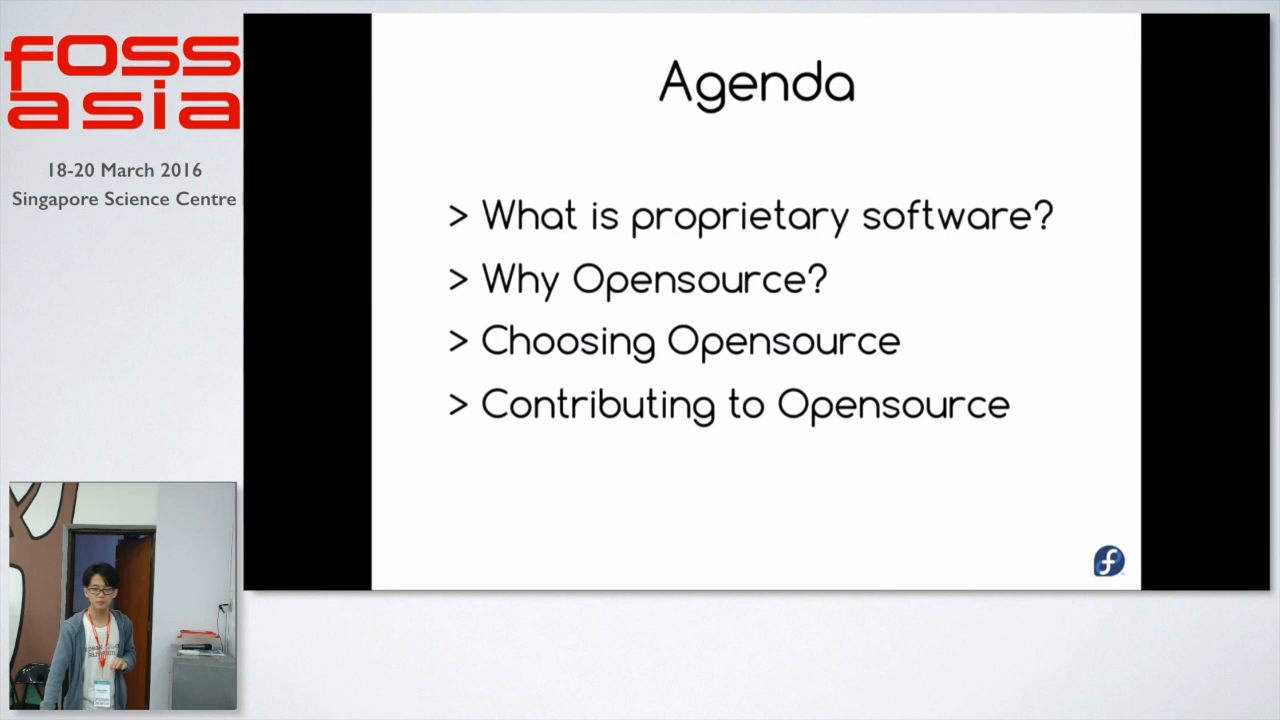 foss
asia
18-20 March 2016
Singapore Science Centre
Agenda
> What is proprietary software?
> Why Opensource?
> Choosing Opensource
> Contributing to Opensource